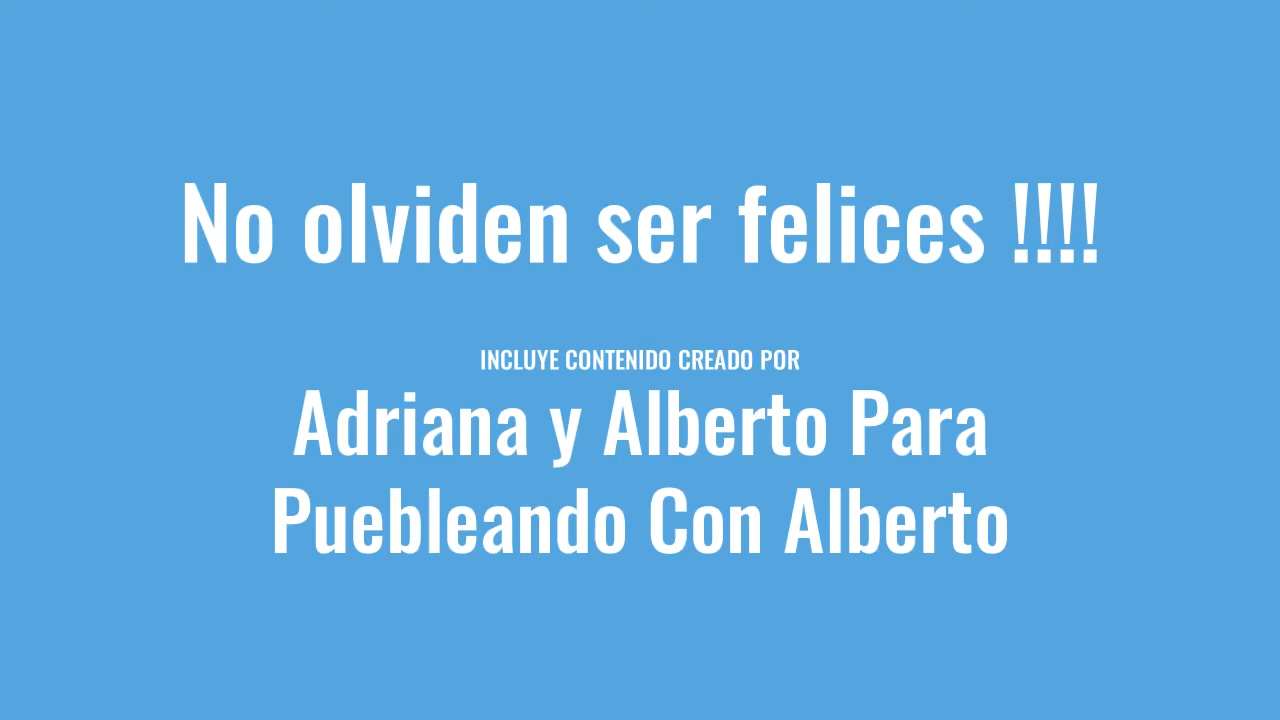 No olviden ser felices !!!!
INCLUYE CONTENIDO CREADO POR
Adriana y Alberto Para
Puebleando Con Alberto